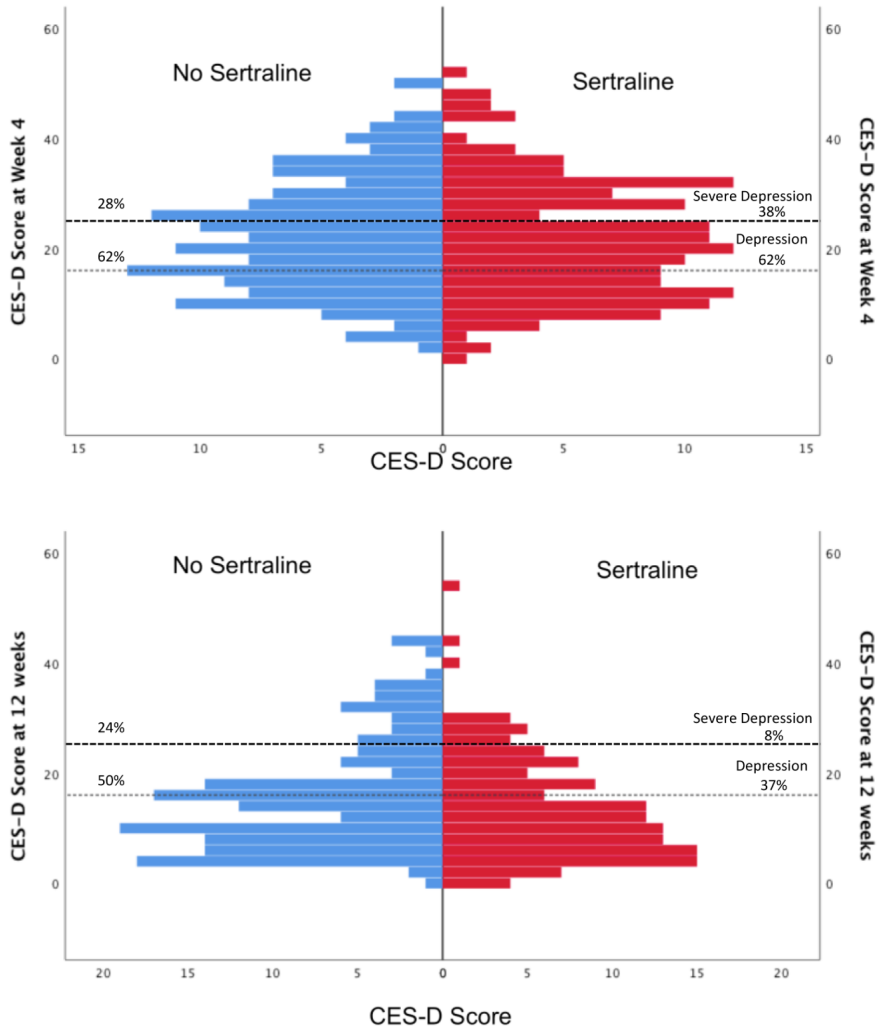 60
60
No Sertraline
Sertraline
CES-D Score at Week 4
CES-D Score at Week 4
40
40
28%
Severe Depression
38%
20
20
Depression
62%
62%
0
0
15
10
5
0
5
10
15
CES-D Score
60
60
No Sertraline
Sertraline
CES-D Score at 12 weeks
CES-D Score at 12 weeks
40
40
24%
Severe Depression
8%
20
20
Depression
50%
37%
0
0
20
15
10
5
0
5
10
15
20
CES-D Score